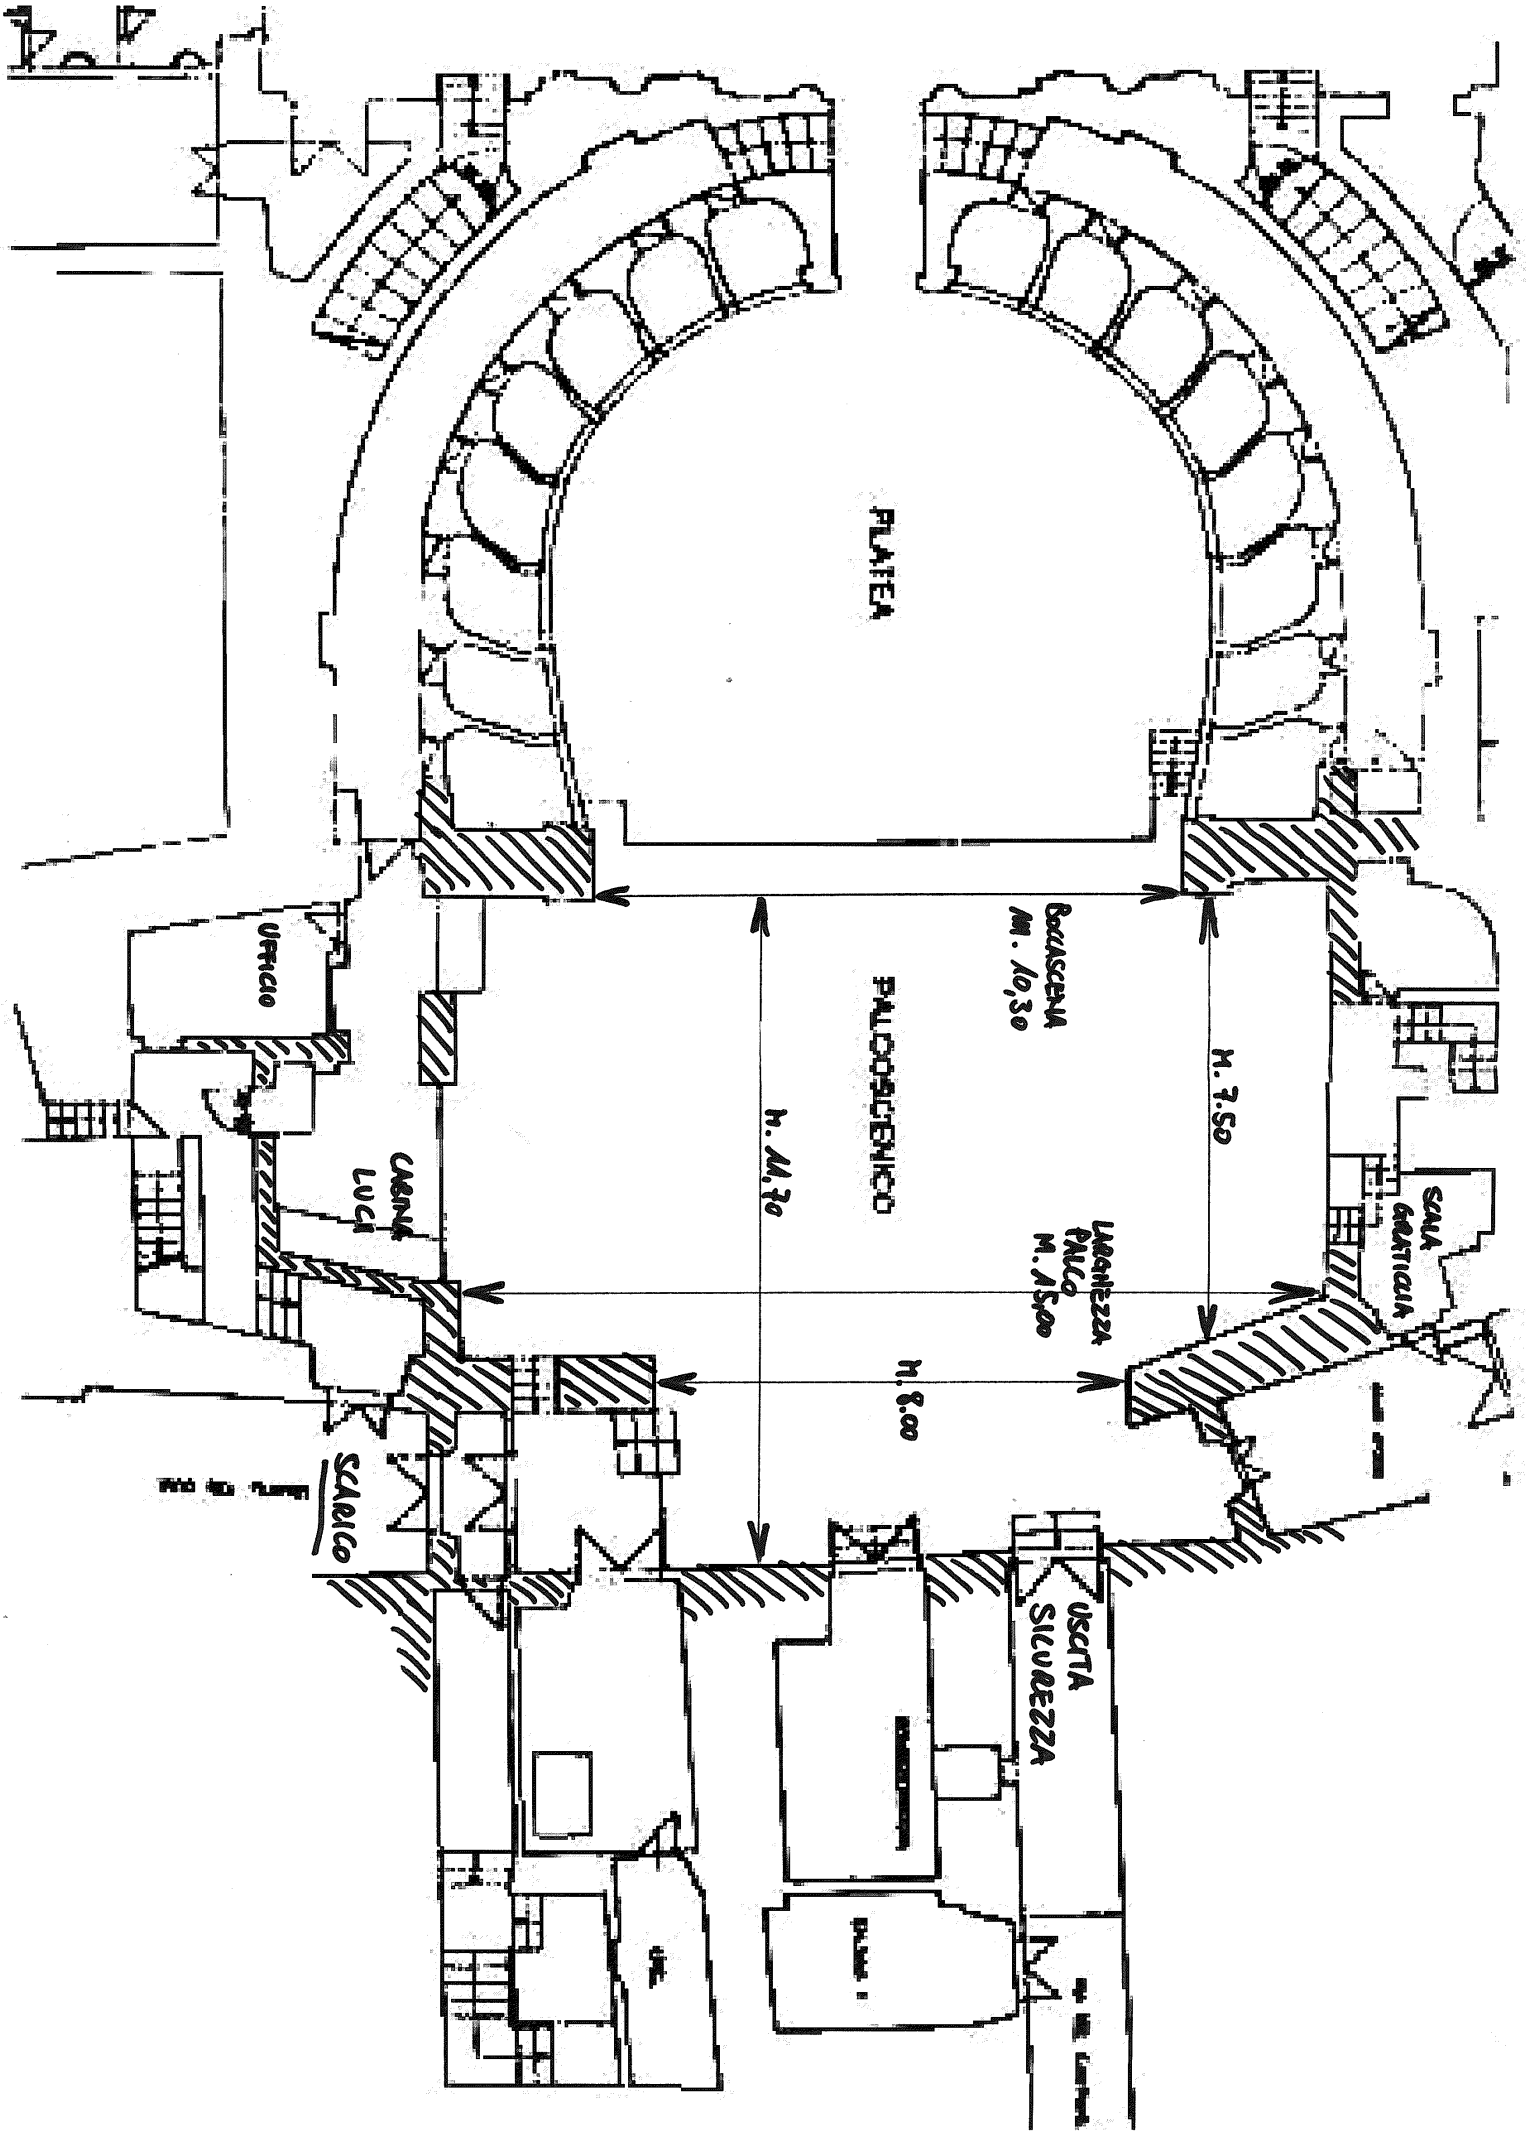 PLATEA
BOCCASCENA
M. 10,30
M. 7.50
PALCOSCENICO
M. 11,70
UFFICIO
CABINA
LUCI
SCALA
GRATICCIA
LARGHEZZA
PALCO
M. 15,00
M. 8.00
SCARICO
USCITA
SICUREZZA